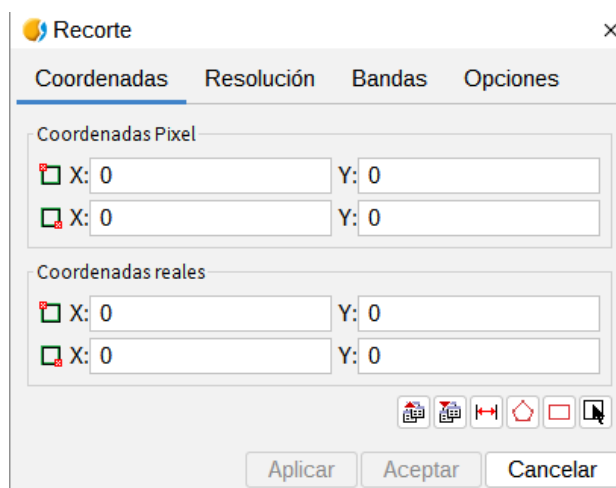 Recorte
Coordenadas Resolución Bandas Opciones
Coordenadas Pixel
X: 0 Y: 0
X: 0 Y: 0
Coordenadas reales
X: 0 Y: 0
X: 0 Y: 0
Aplicar Aceptar Cancelar